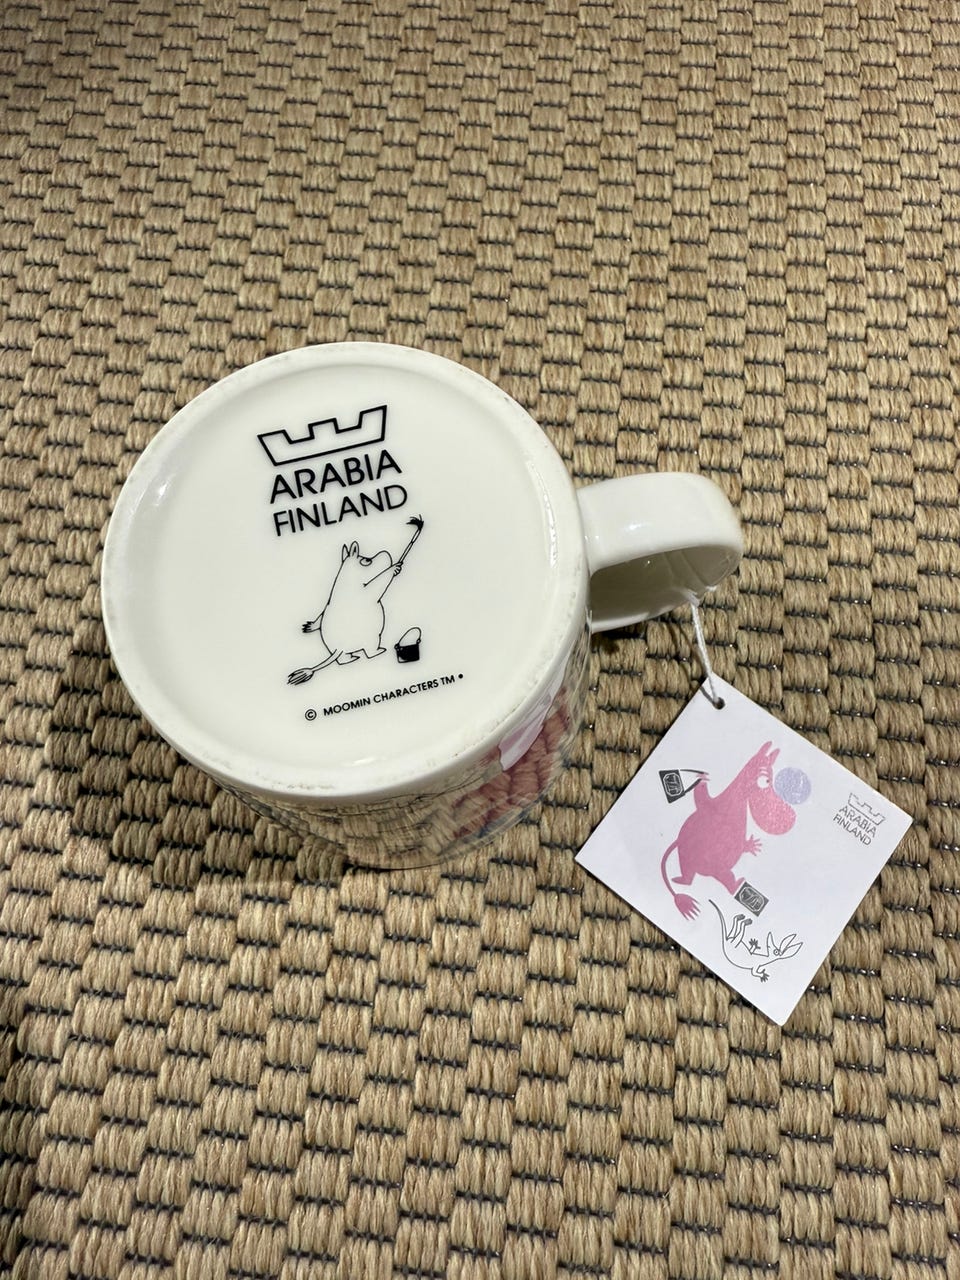 ARABIA
FINLAND
© MOOMIN CHARACTERS TM •
ARABIA
FINLAND